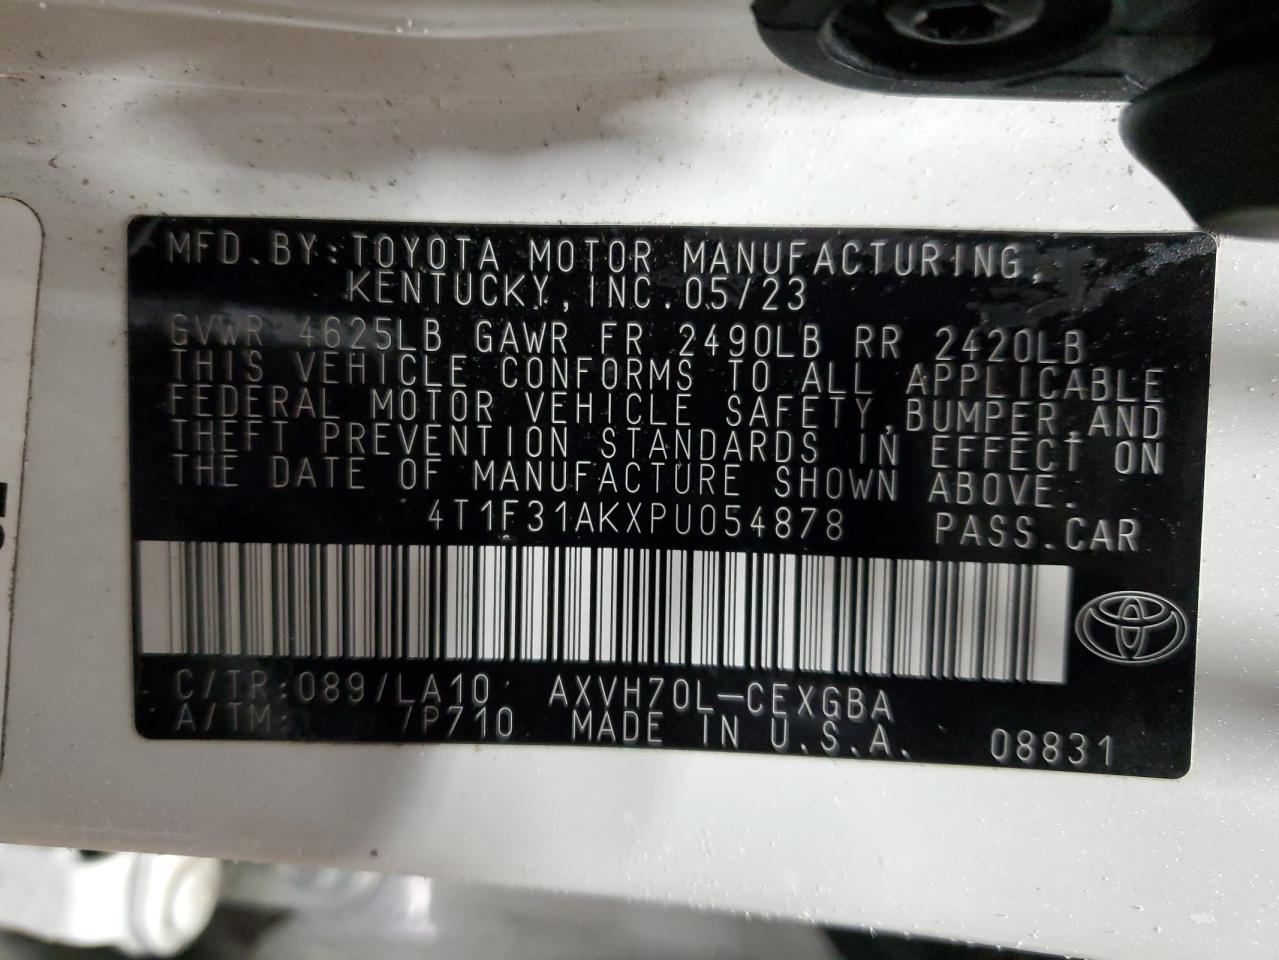 MFD.BY:TOYOTA MOTOR MANUFACTURING,
KENTUCKY,INC.05/23
GVWR 4625LB GAWR FR 2490LB RR 2420LB
THIS VEHICLE CONFORMS TO ALL APPLICABLE
FEDERAL MOTOR VEHICLE SAFETY,BUMPER,AND
THEFT PREVENTION STANDARDS IN EFFECT ON
THE DATE OF MANUFACTURE SHOWN ABOVE.
4T1F31AKXPU054878 PASS.CAR
C/TR:089/LA10 AXVH70L-CEXGBA
A/TM: /P710 MADE IN U.S.A. 08831